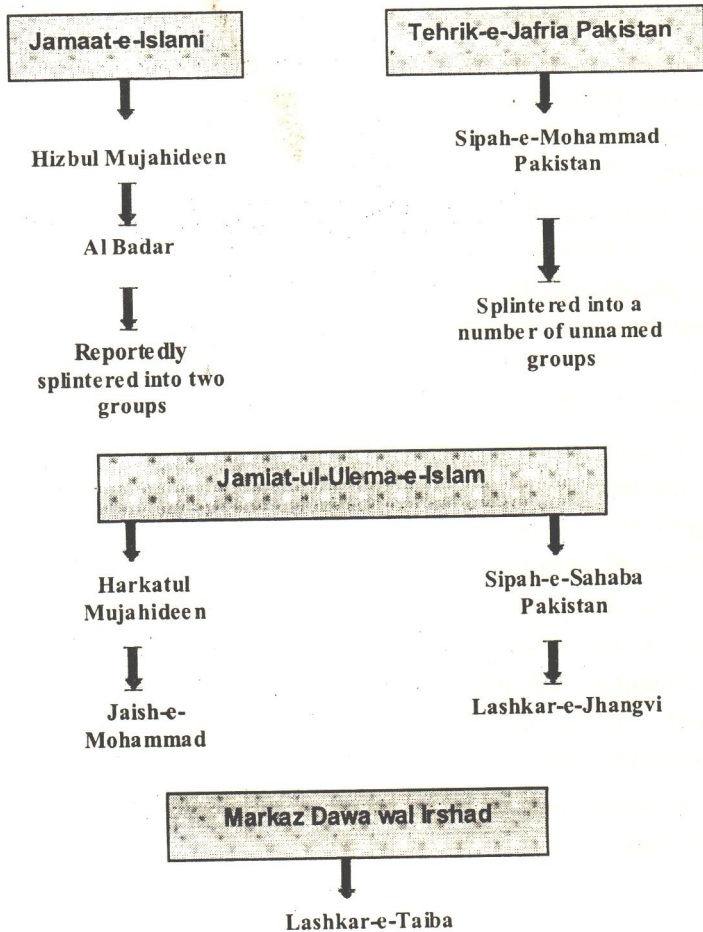 Jamaat-e-Islami
Hizbul Mujahideen
Al Badar
Reportedly
splintered into two
groups
Tehrik-e-Jafria Pakistan
Sipah-e-Mohammad
Pakistan
Splintered into a
number of unnamed
groups
Jamiat-ul-Ulema-e-Islam
Harkatul
Mujahideen
Jaish-e-
Mohammad
Sipah-e-Sahaba
Pakistan
Lashkar-e-Jhangvi
Markaz Dawa wal Irshad
Lashkar-e-Taiba